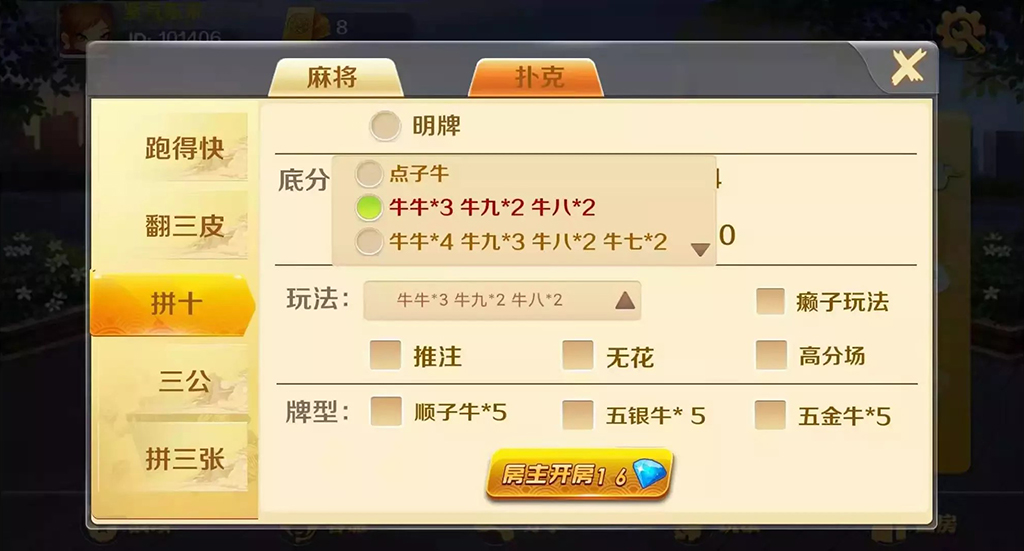 ID: 101406
8
麻将
扑克
跑得快
翻三皮
拼十
三公
拼三张
明牌
底分
点子牛
牛牛*3 牛九*2 牛八*2
牛牛*4 牛九*3 牛八*2 牛七*2
4
0
玩法：
牛牛*3 牛九*2 牛八*2
癞子玩法
推注
无花
高分场
牌型：
顺子牛*5
五银牛* 5
五金牛*5
房主开房1 6